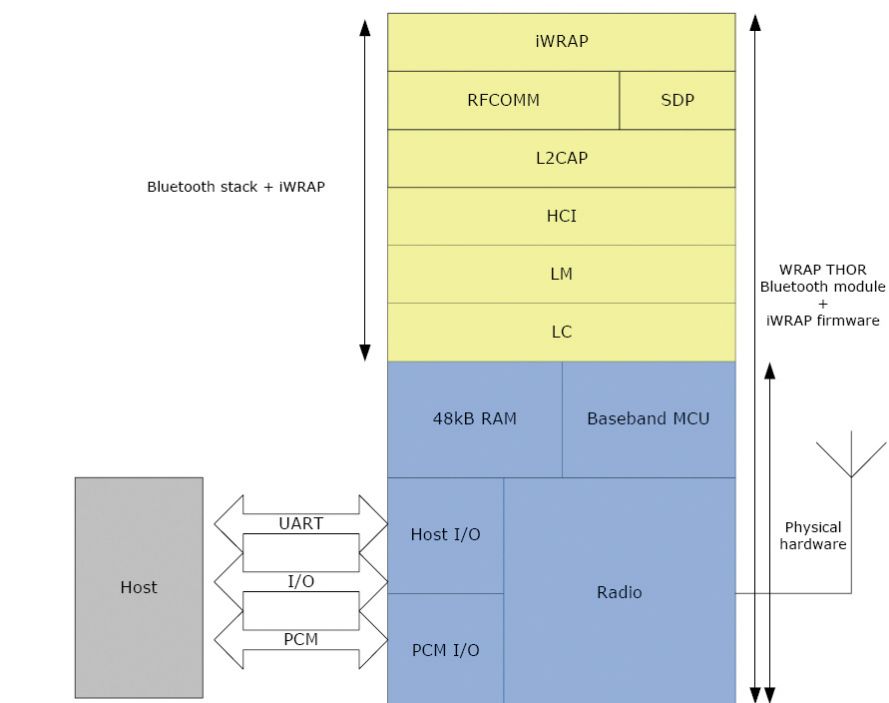 iWRAP
RFCOMM
SDP
L2CAP
Bluetooth stack + iWRAP
HCI
LM
WRAP THOR
Bluetooth module
+
iWRAP firmware
LC
48kB RAM
Baseband MCU
UART
Host I/O
Physical
hardware
Host
I/O
Radio
PCM
PCM I/O